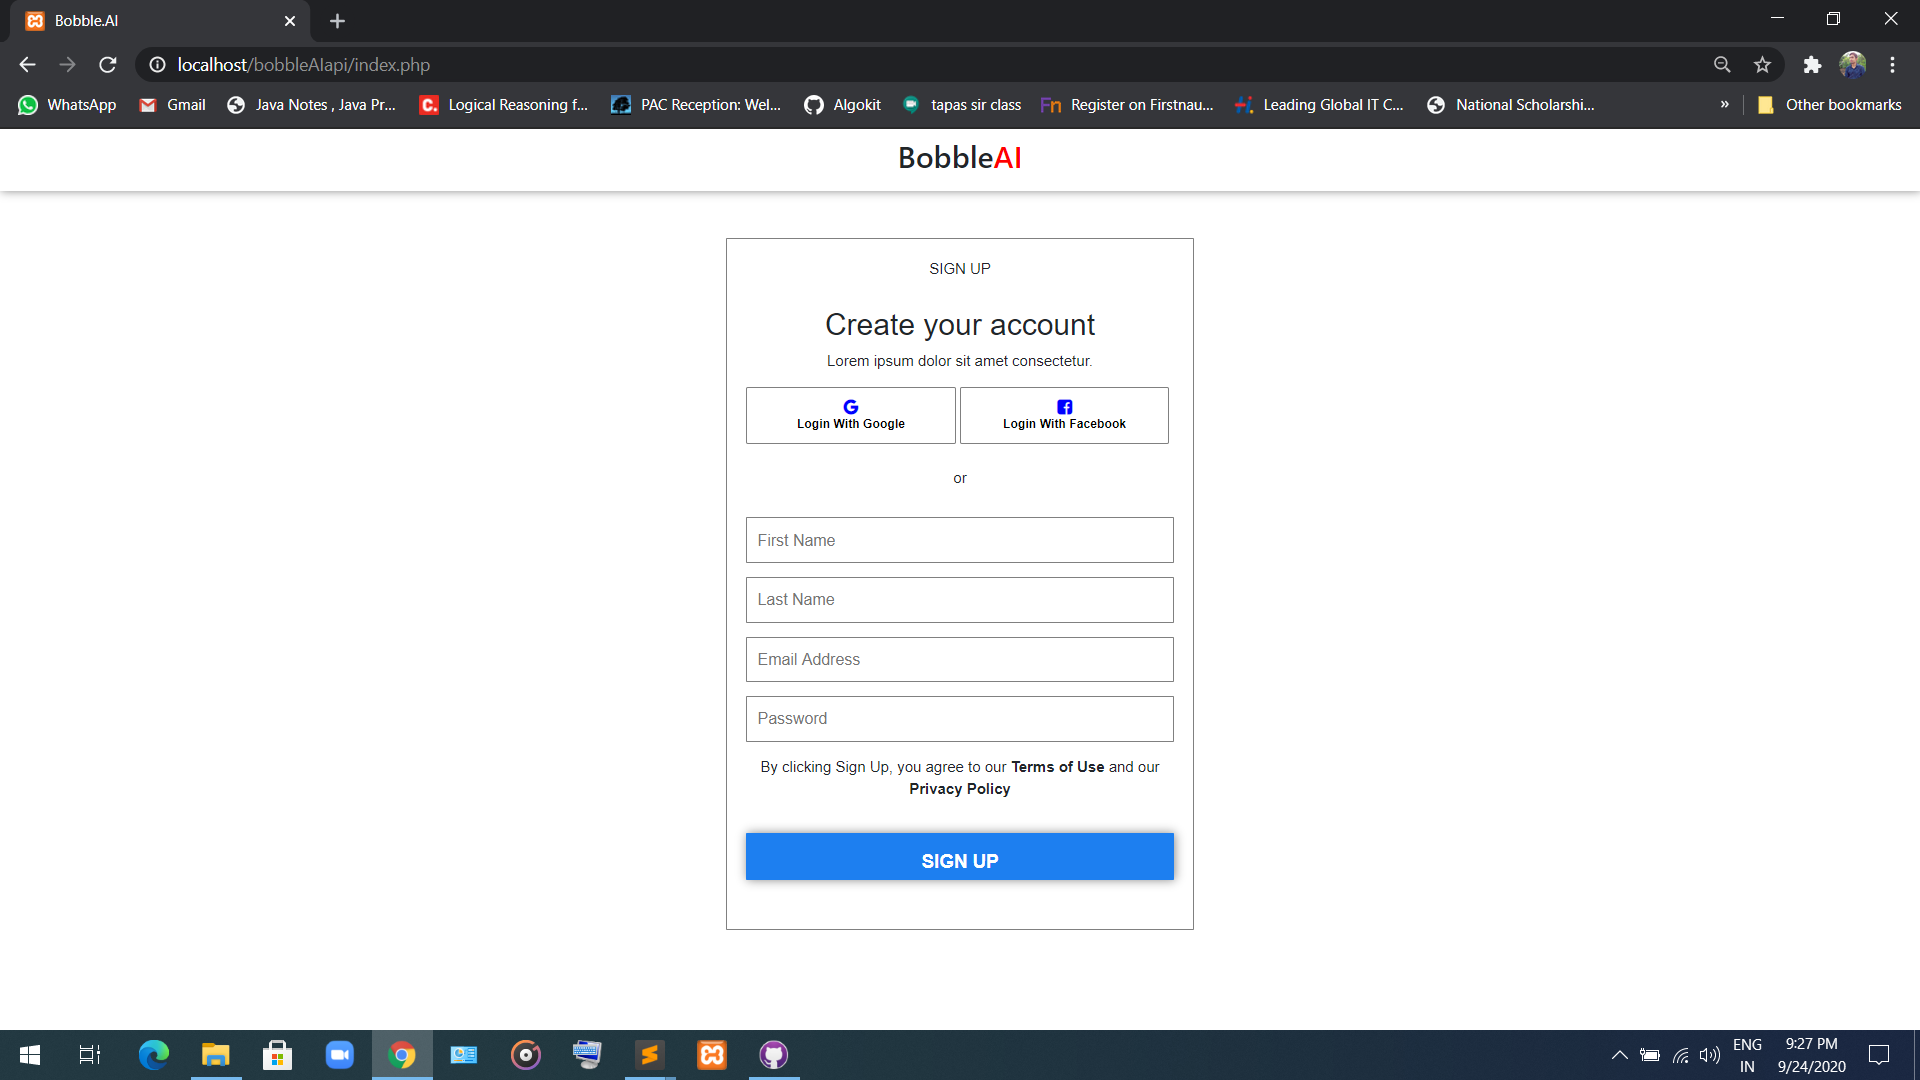 Bobble.AI
localhost/bobbleAIapi/index.php
WhatsApp
Gmail
Java Notes , Java Pr...
Logical Reasoning f...
PAC Reception: Wel...
Algokit
tapas sir class
Register on Firstnau...
Leading Global IT C...
National Scholarshi...
»
Other bookmarks
BobbleAI
SIGN UP
Create your account
Lorem ipsum dolor sit amet consectetur.
Login With Google
Login With Facebook
or
First Name
Last Name
Email Address
Password
By clicking Sign Up, you agree to our Terms of Use and our
Privacy Policy
SIGN UP
ENG
IN
9:27 PM
9/24/2020